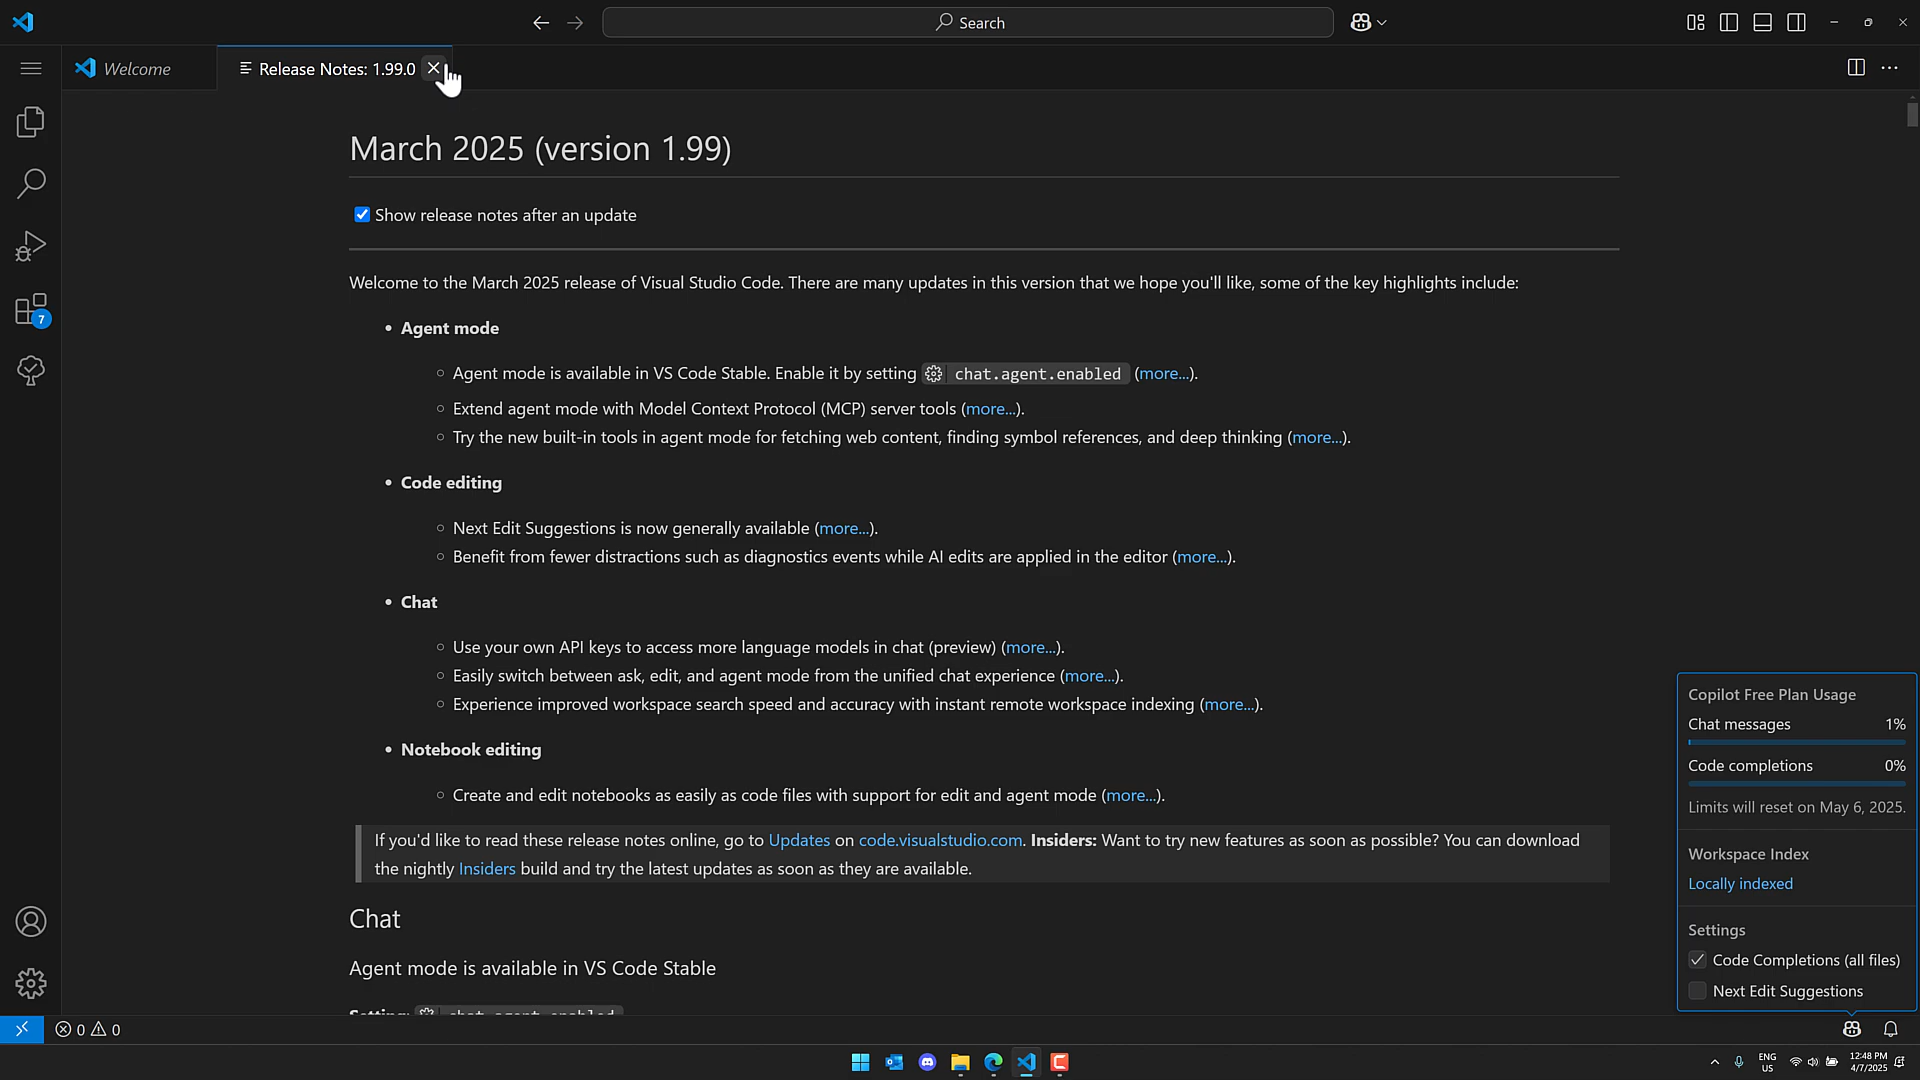 Search
Welcome
Release Notes: 1.99.0
7
March 2025 (version 1.99)
Show release notes after an update
Welcome to the March 2025 release of Visual Studio Code. There are many updates in this version that we hope you'll like, some of the key highlights include:
• Agent mode
○ Agent mode is available in VS Code Stable. Enable it by setting chat.agent.enabled (more...).
○ Extend agent mode with Model Context Protocol (MCP) server tools (more...).
○ Try the new built-in tools in agent mode for fetching web content, finding symbol references, and deep thinking (more...).
• Code editing
○ Next Edit Suggestions is now generally available (more...).
○ Benefit from fewer distractions such as diagnostics events while AI edits are applied in the editor (more...).
• Chat
○ Use your own API keys to access more language models in chat (preview) (more...).
○ Easily switch between ask, edit, and agent mode from the unified chat experience (more...).
○ Experience improved workspace search speed and accuracy with instant remote workspace indexing (more...).
• Notebook editing
○ Create and edit notebooks as easily as code files with support for edit and agent mode (more...).
If you'd like to read these release notes online, go to Updates on code.visualstudio.com. Insiders: Want to try new features as soon as possible? You can download
the nightly Insiders build and try the latest updates as soon as they are available.
Chat
Agent mode is available in VS Code Stable
Setting: chat.agent.enabled
Copilot Free Plan Usage
Chat messages 1%
Code completions 0%
Limits will reset on May 6, 2025.
Workspace Index
Locally indexed
Settings
Code Completions (all files)
Next Edit Suggestions
0 0
ENG
US
12:48 PM
4/7/2025